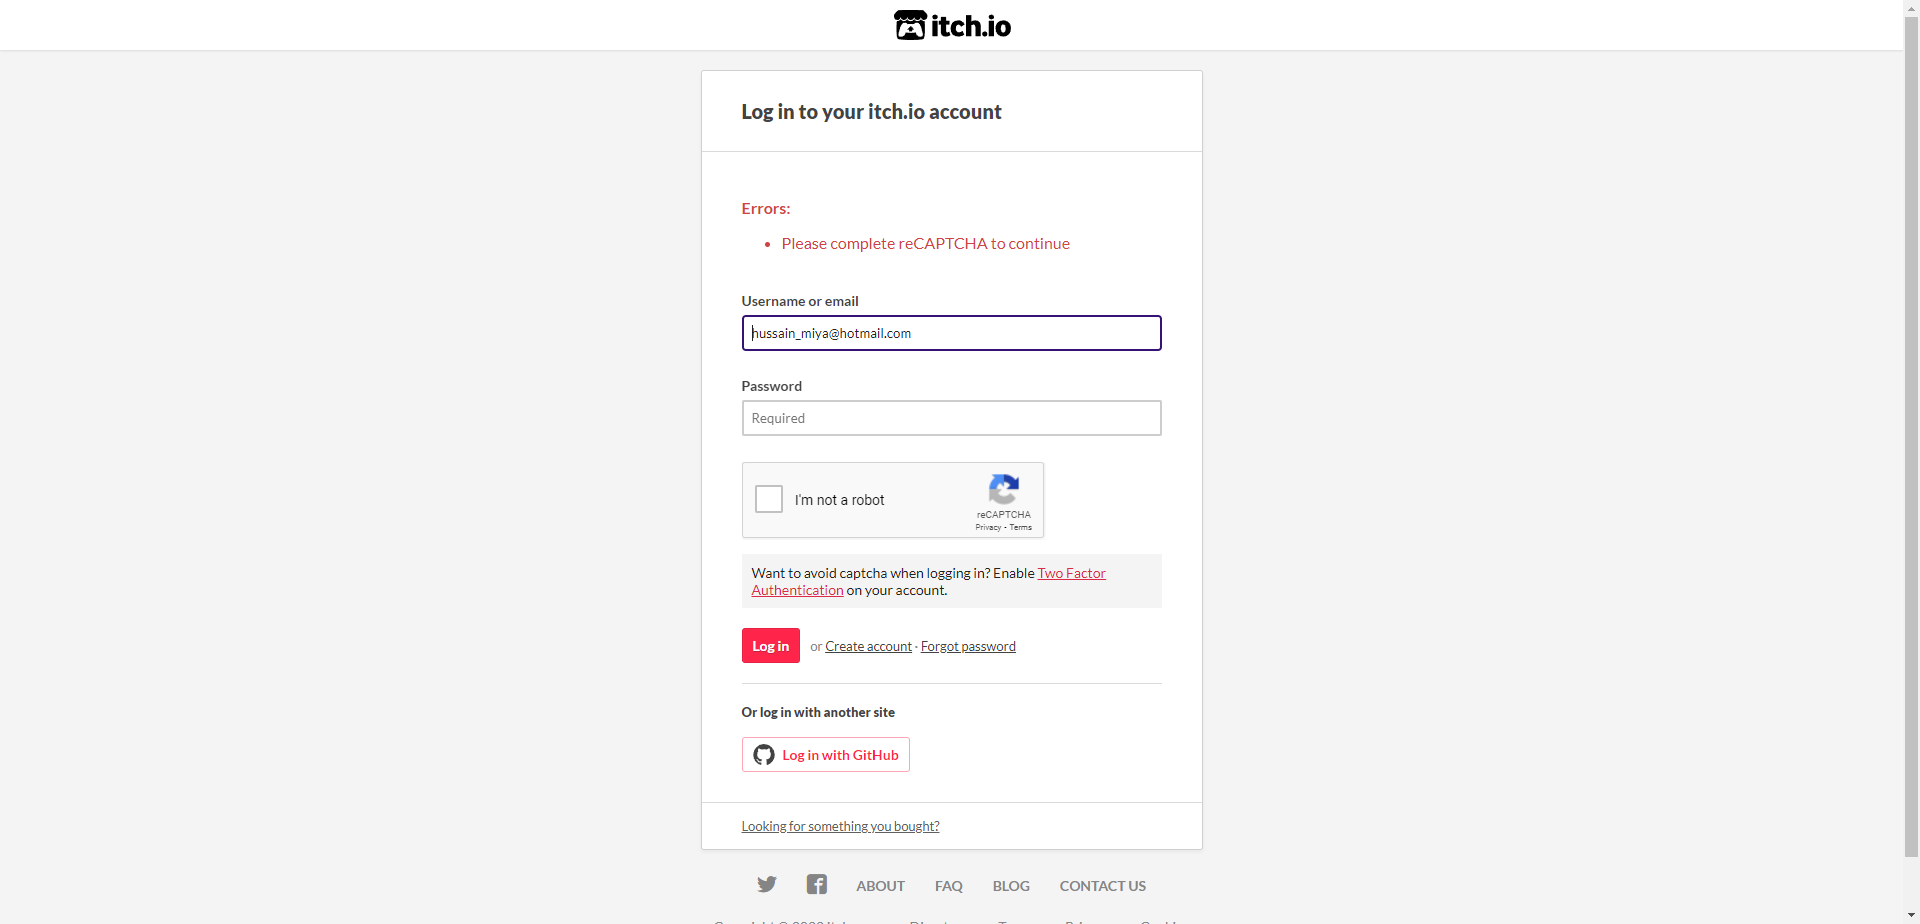 itch.io
Log in to your itch.io account
Errors:
Please complete reCAPTCHA to continue
Username or email
hussain_miya@hotmail.com
Password
Required
I'm not a robot
reCAPTCHA
Privacy - Terms
Want to avoid captcha when logging in? Enable Two Factor
Authentication on your account.
Log in or Create account · Forgot password
Or log in with another site
Log in with GitHub
Looking for something you bought?
ABOUT FAQ BLOG CONTACT US